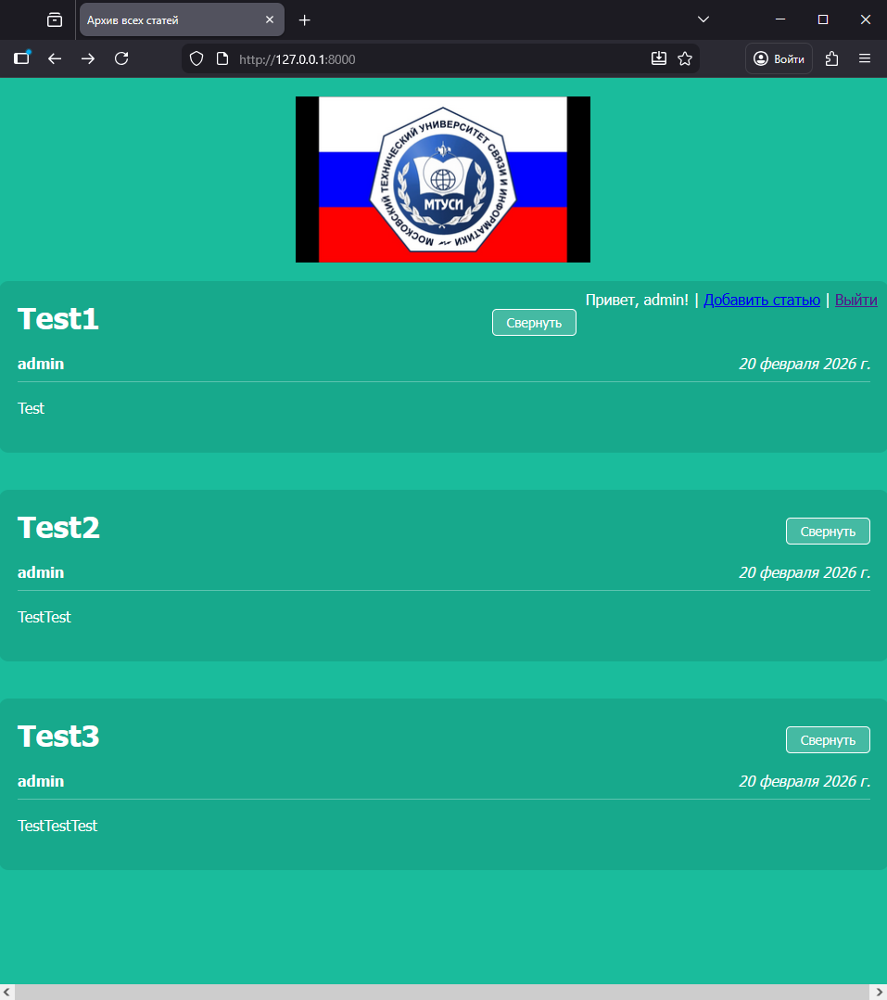 Архив всех статей
http://127.0.0.1:8000
Войти
МОСКОВСКИЙ ТЕХНИЧЕСКИЙ УНИВЕРСИТЕТ СВЯЗИ И ИНФОРМАТИКИ
МТУСИ
Привет, admin! | Добавить статью | Выйти
Test1
Свернуть
admin
20 февраля 2026 г.
Test
Test2
Свернуть
admin
20 февраля 2026 г.
TestTest
Test3
Свернуть
admin
20 февраля 2026 г.
TestTestTest